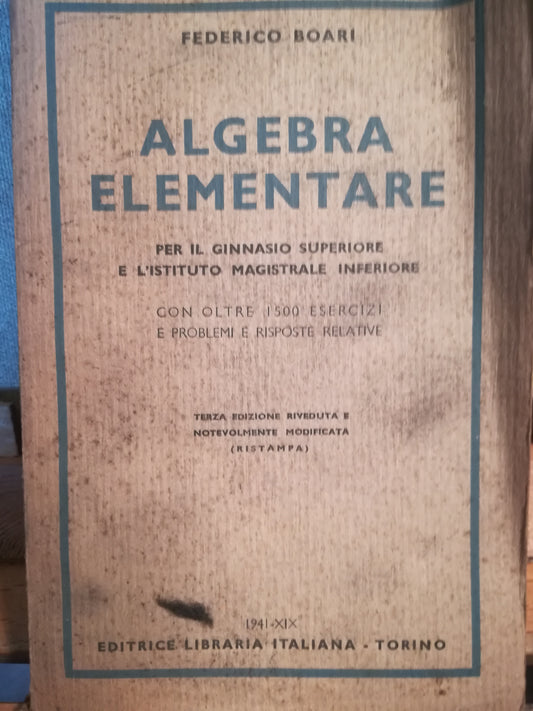 FEDERICO BOARI
ALGEBRA
ELEMENTARE
PER IL GINNASIO SUPERIORE
E L'ISTITUTO MAGISTRALE INFERIORE
CON OLTRE 1500 ESERCIZI
E PROBLEMI E RISPOSTE RELATIVE
TERZA EDIZIONE RIVEDUTA E
NOTEVOLMENTE MODIFICATA
(RISTAMPA)
1941-XIX
EDITRICE LIBRARIA ITALIANA - TORINO